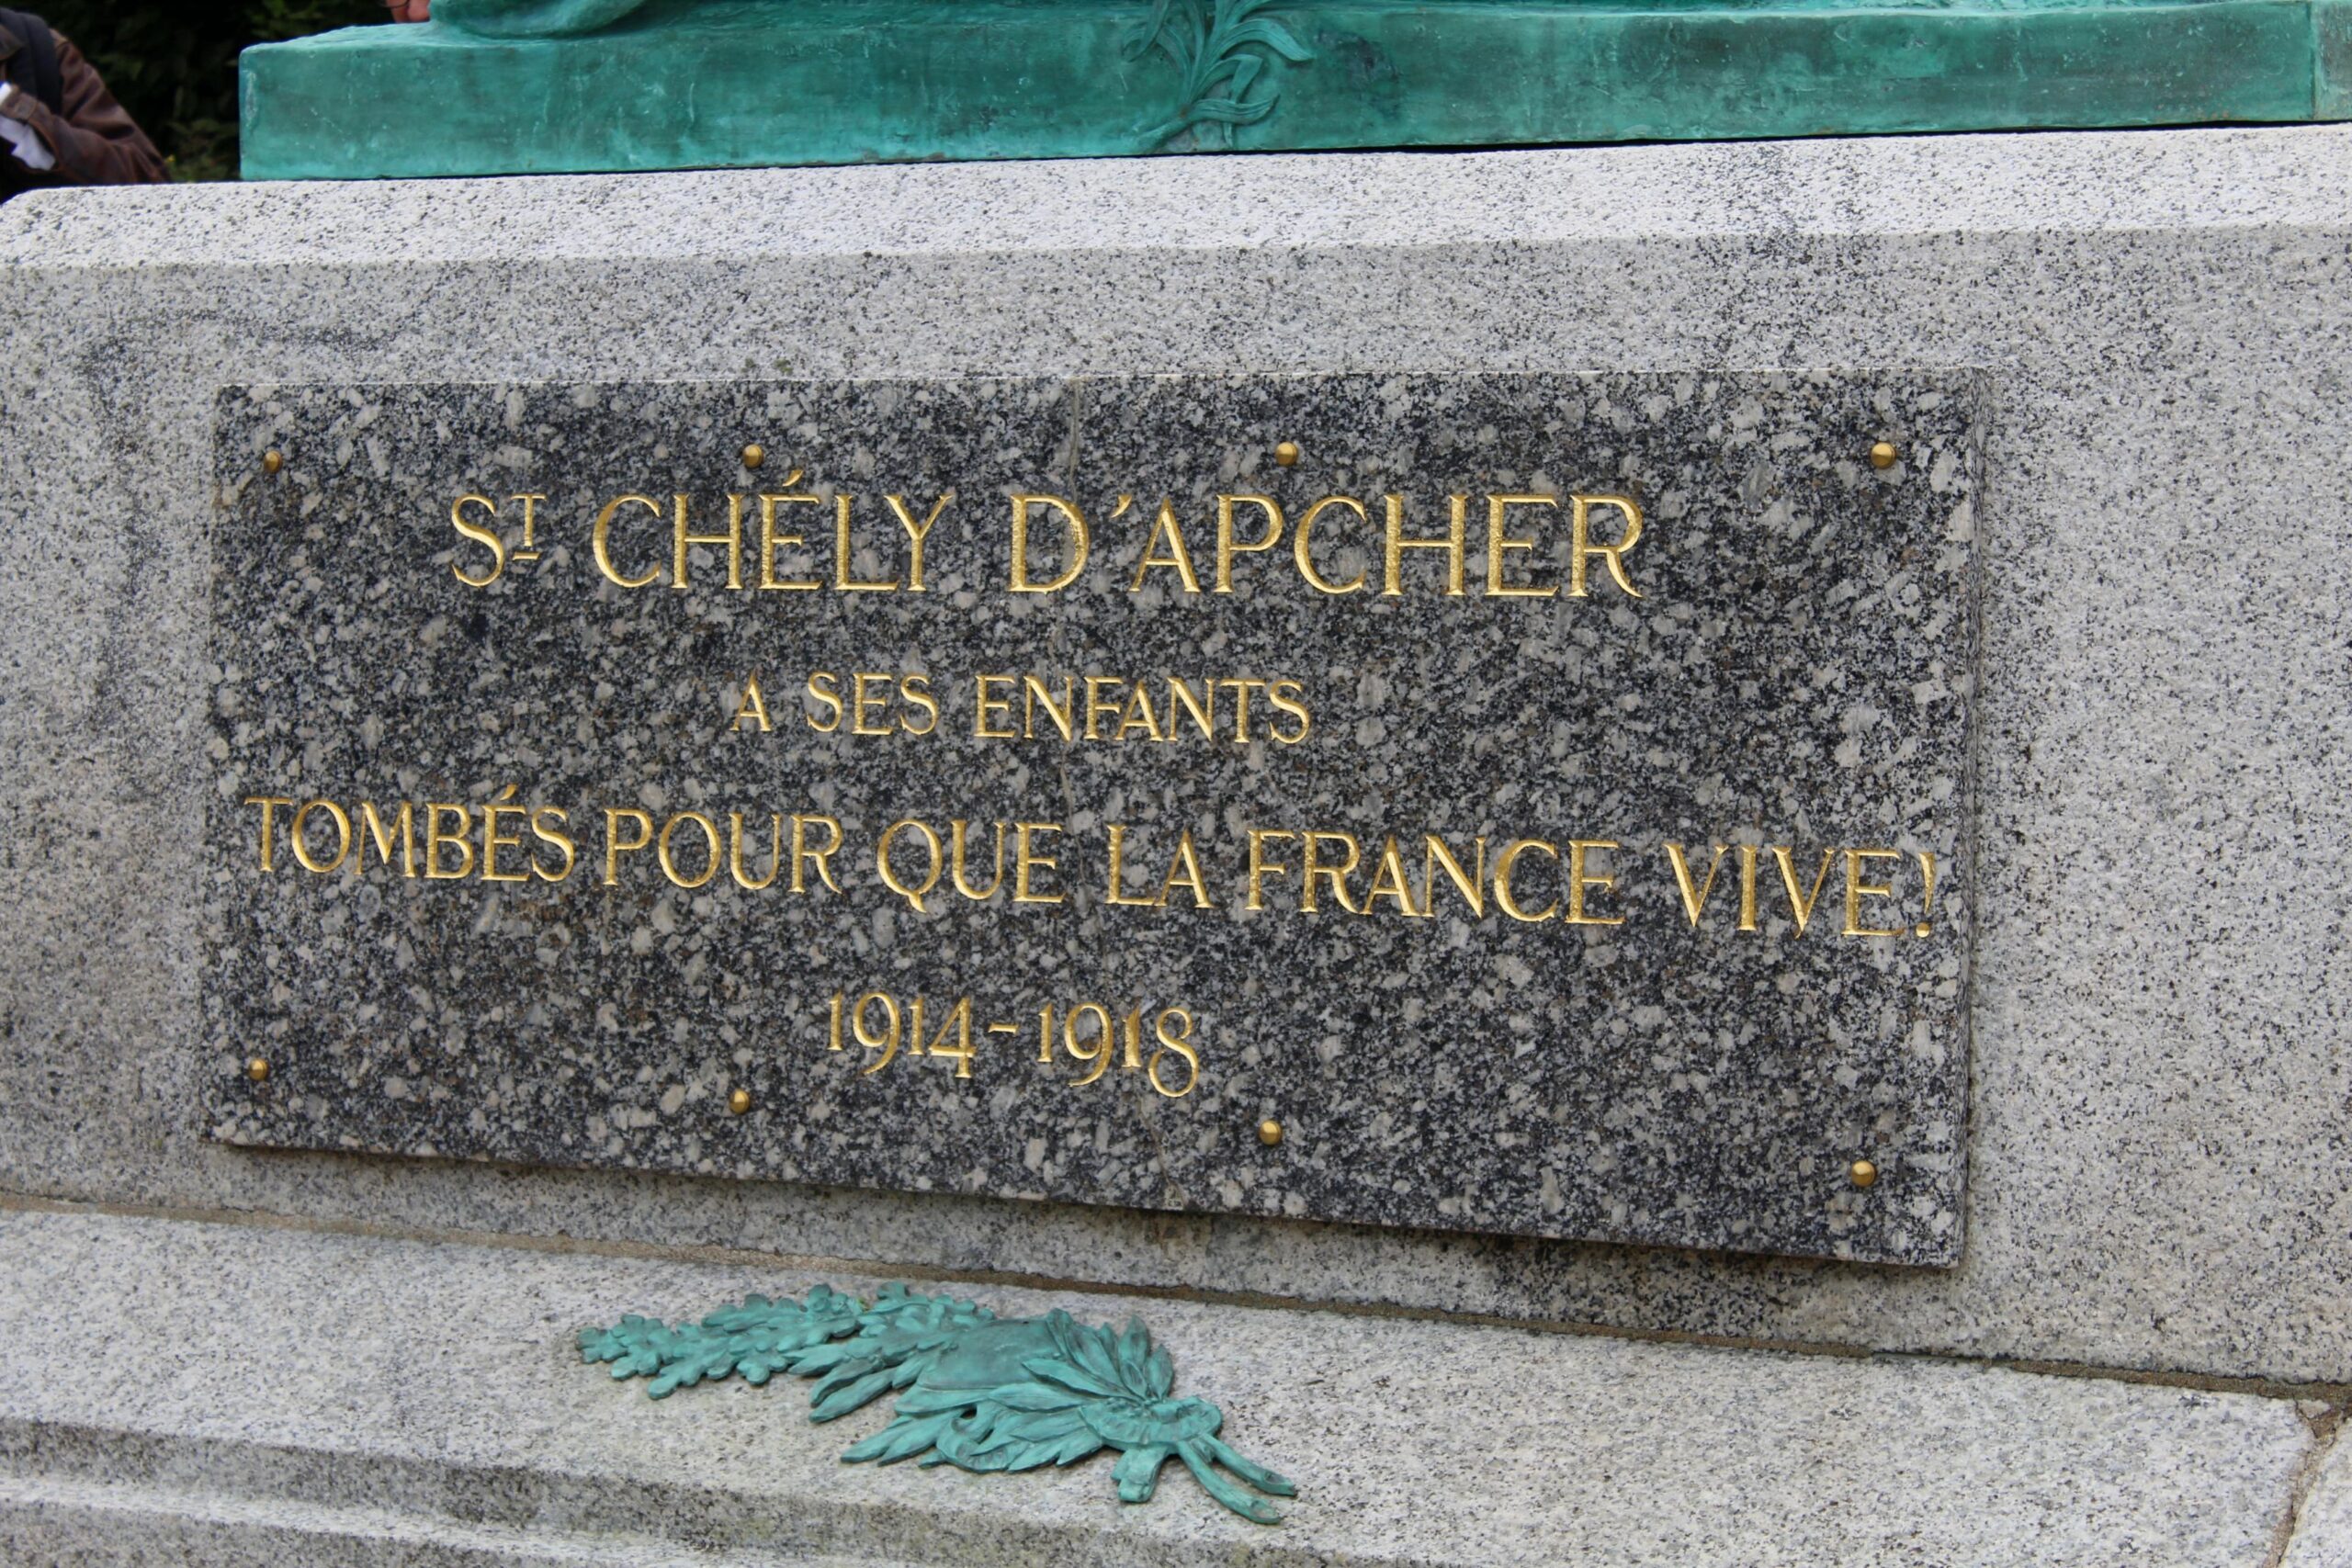 ST CHÉLY D'APCHER
A SES ENFANTS
TOMBÉS POUR QUE LA FRANCE VIVE!
1914-1918